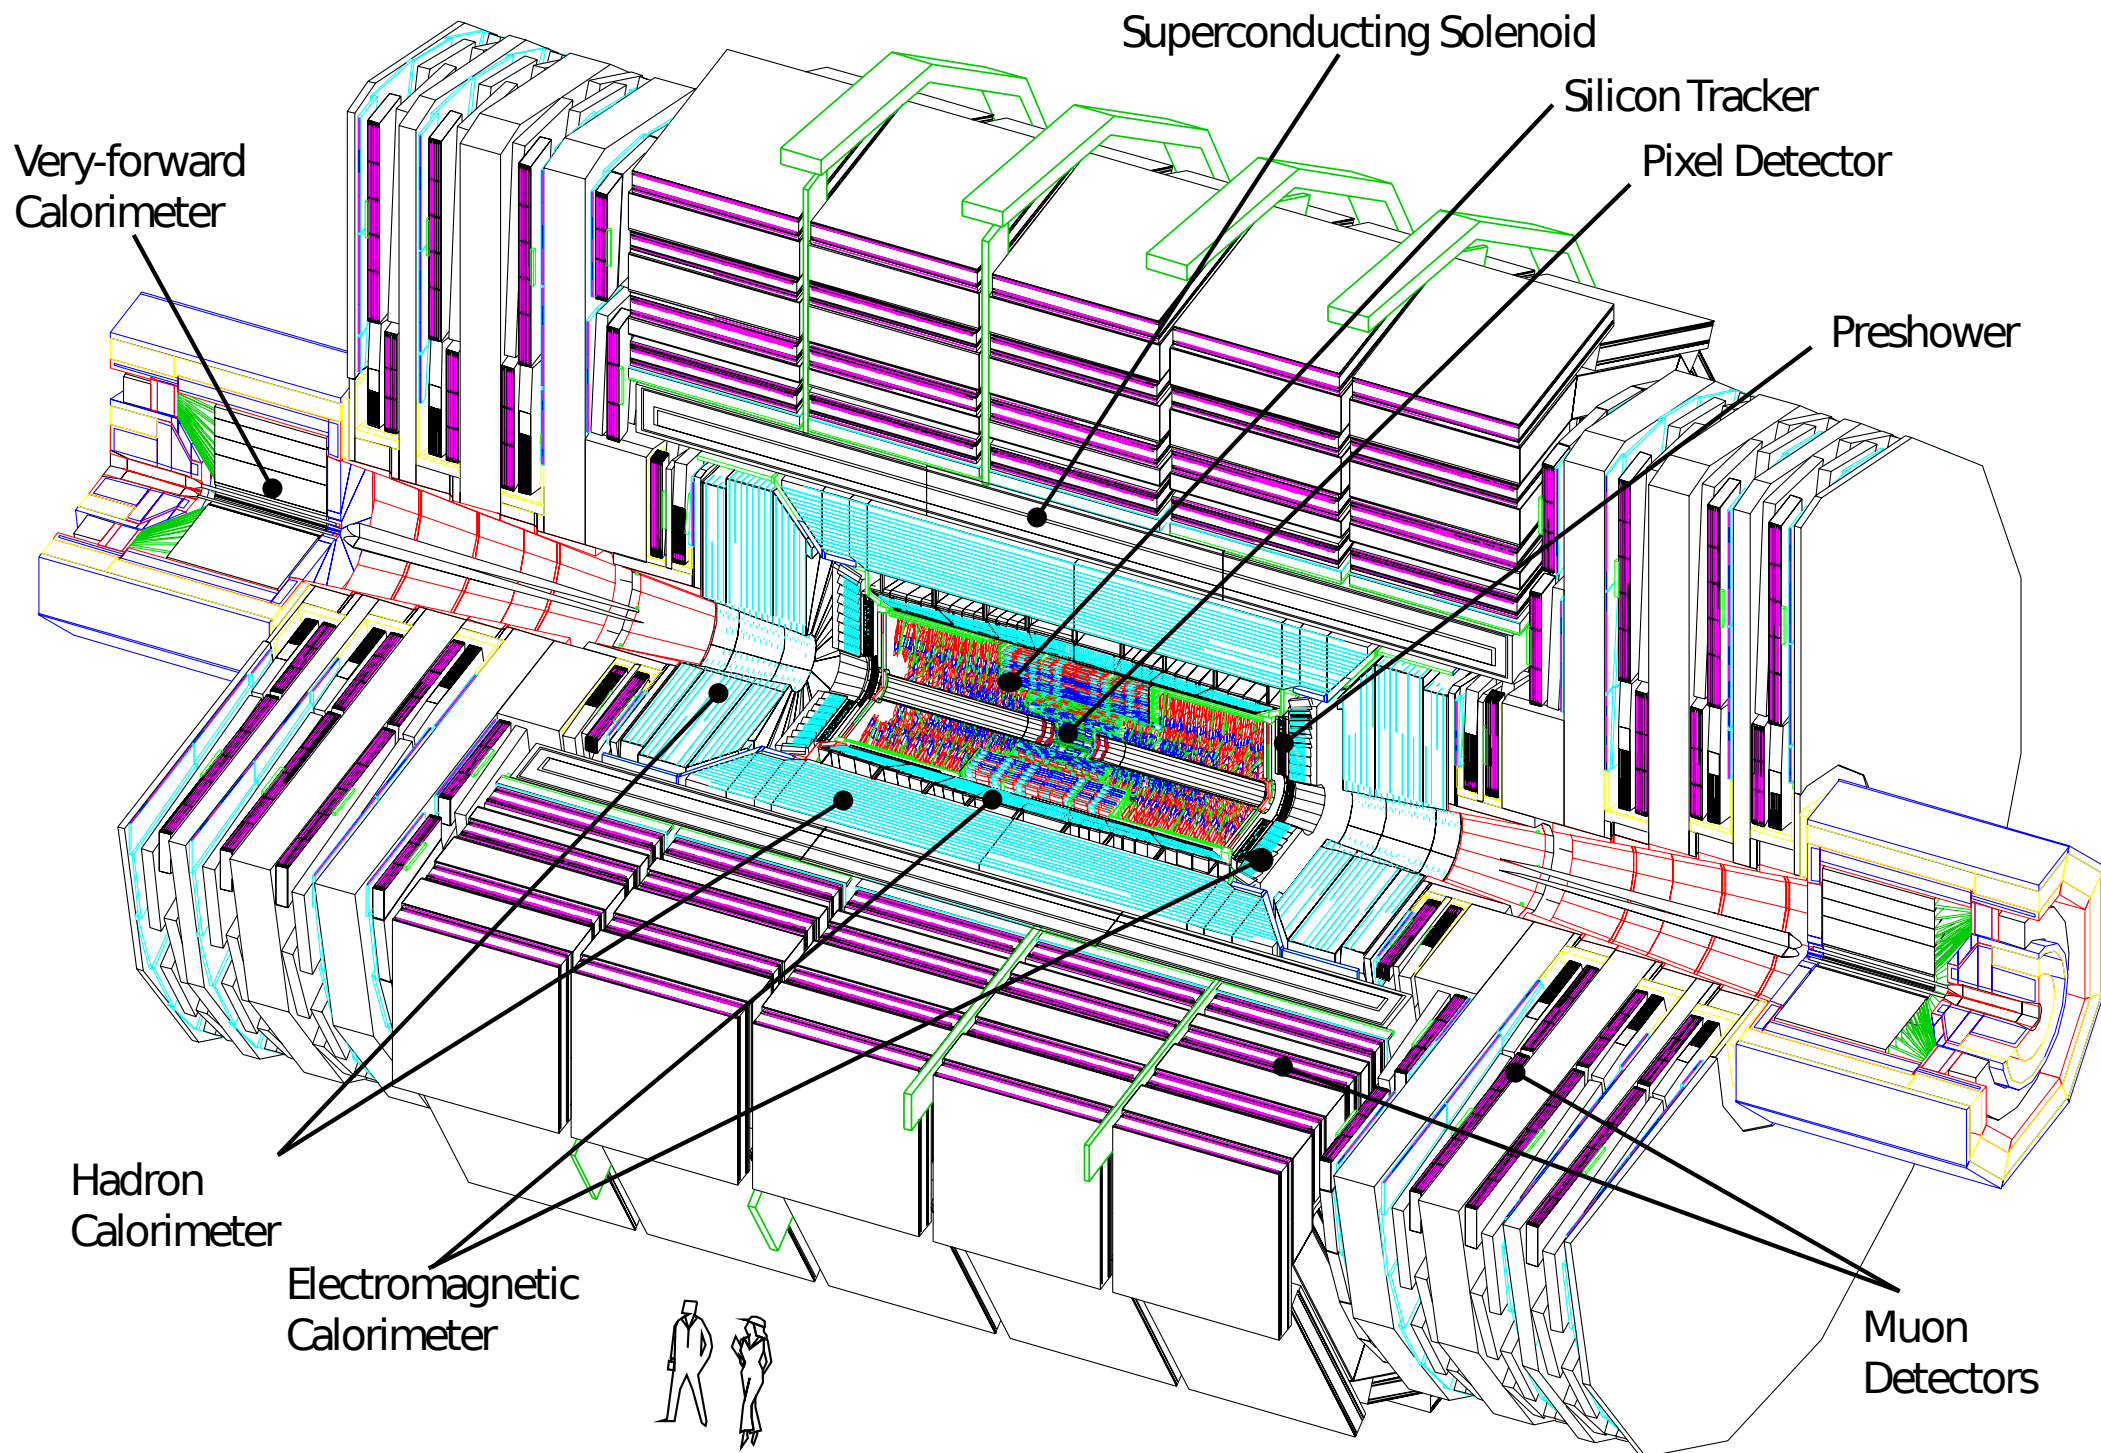 Superconducting Solenoid
Silicon Tracker
Pixel Detector
Very-forward
Calorimeter
Preshower
Hadron
Calorimeter
Electromagnetic
Calorimeter
Muon
Detectors